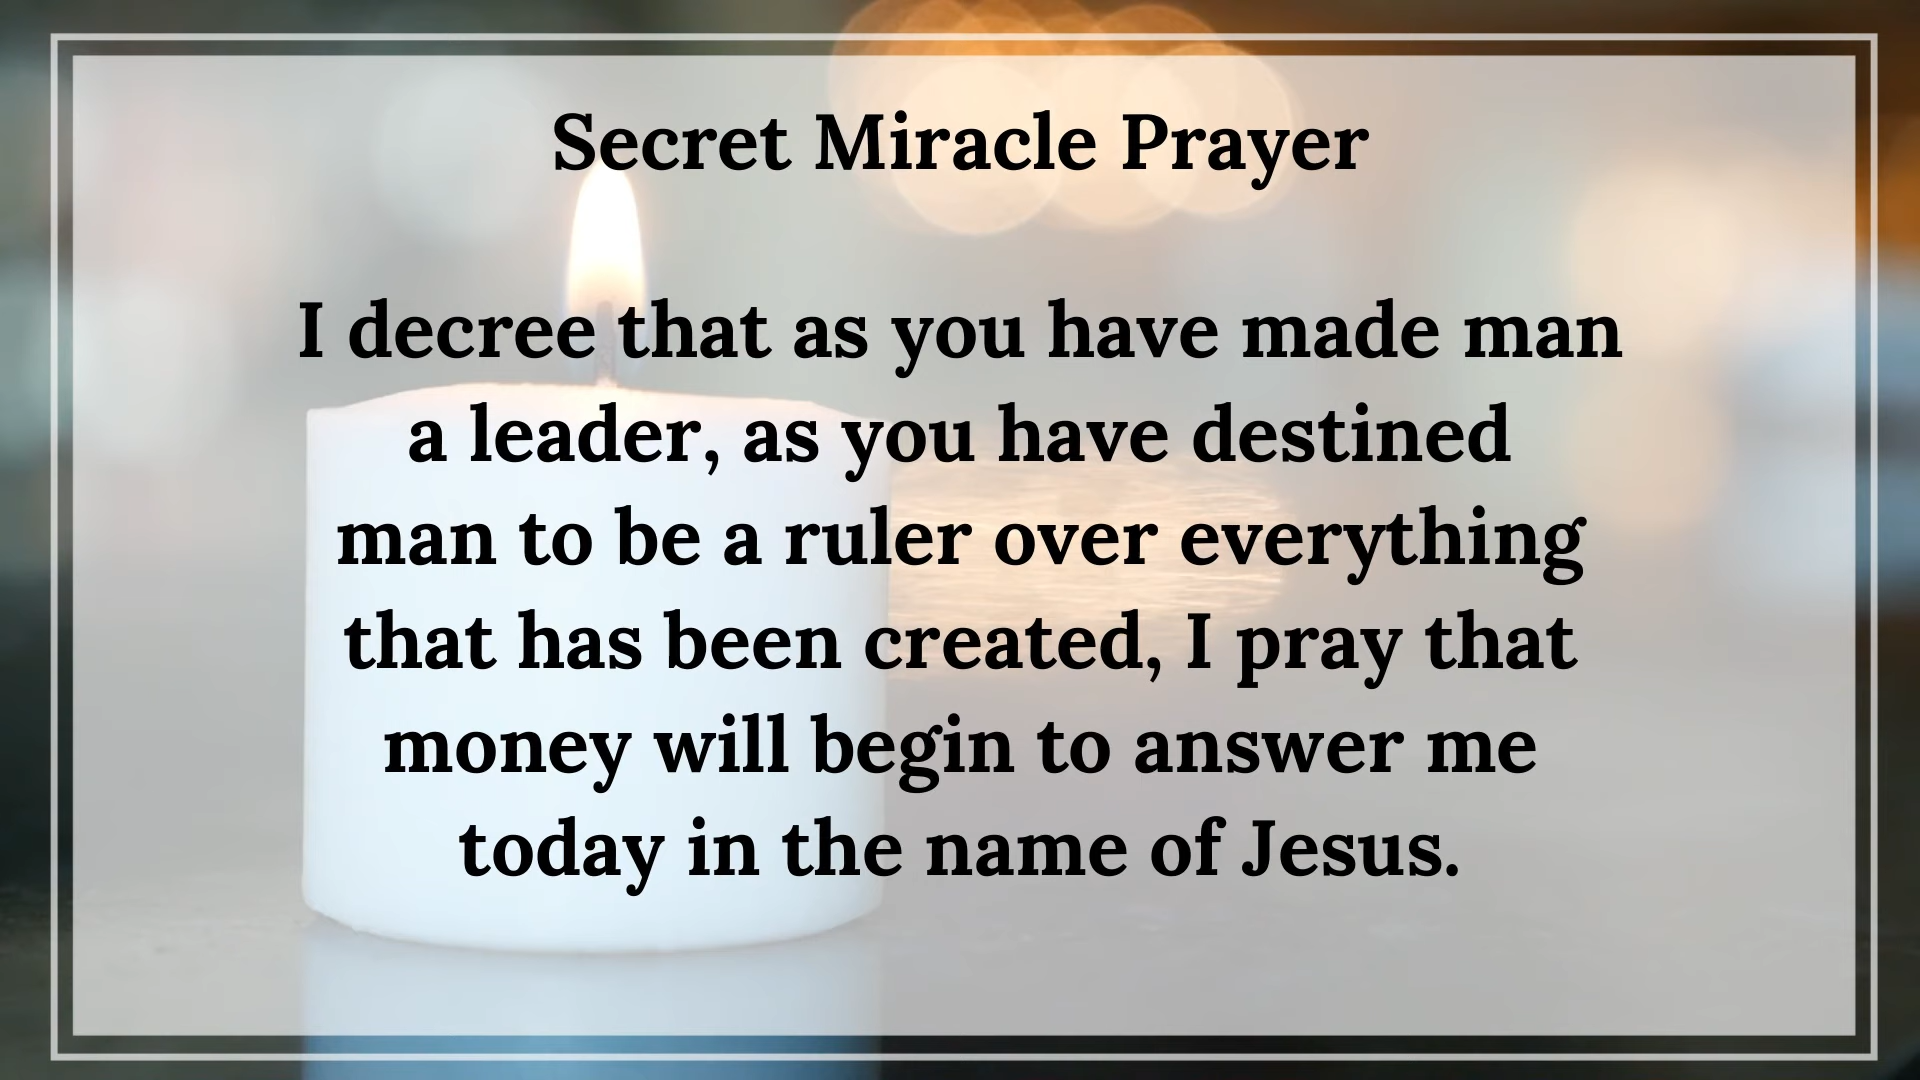 Secret Miracle Prayer
I decree that as you have made man
a leader, as you have destined
man to be a ruler over everything
that has been created, I pray that
money will begin to answer me
today in the name of Jesus.